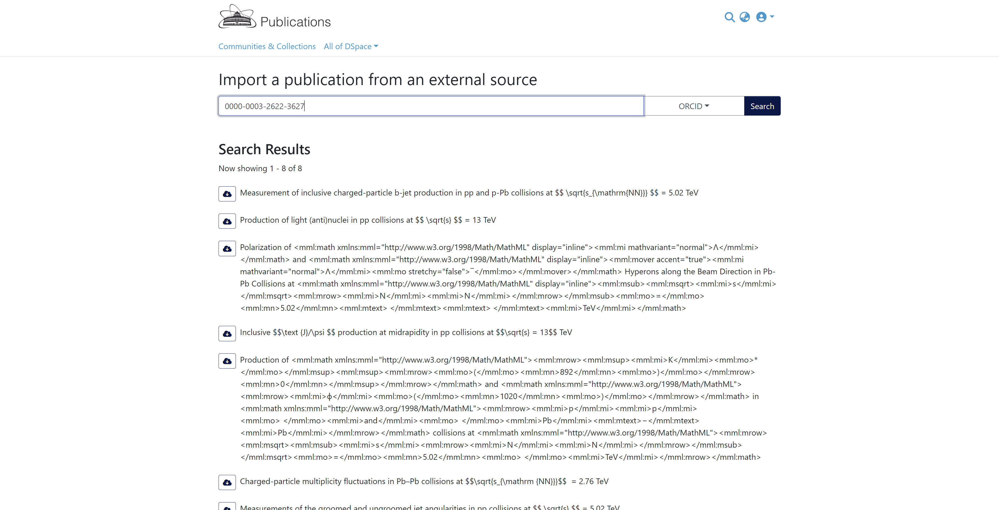 Publications
Communities & Collections All of DSpace
Import a publication from an external source
0000-0003-2622-3627 ORCID Search
Search Results
Now showing 1 - 8 of 8
Measurement of inclusive charged-particle b-jet production in pp and p-Pb collisions at $$ \sqrt{s_{\mathrm{NN}}} $$ = 5.02 TeV
Production of light (anti)nuclei in pp collisions at $$ \sqrt{s} $$ = 13 TeV
Polarization of <mml:math xmlns:mml="http://www.w3.org/1998/Math/MathML" display="inline"><mml:mi mathvariant="normal">Λ</mml:mi>
</mml:math> and <mml:math xmlns:mml="http://www.w3.org/1998/Math/MathML" display="inline"><mml:mover accent="true"><mml:mi
mathvariant="normal">Λ</mml:mi><mml:mo stretchy="false">¯</mml:mo></mml:mover></mml:math> Hyperons along the Beam Direction in Pb-
Pb Collisions at <mml:math xmlns:mml="http://www.w3.org/1998/Math/MathML" display="inline"><mml:msub><mml:msqrt><mml:mi>s</mml:mi>
</mml:msqrt><mml:mrow><mml:mi>N</mml:mi><mml:mi>N</mml:mi></mml:mrow></mml:msub><mml:mo>=</mml:mo>
<mml:mn>5.02</mml:mn><mml:mtext> </mml:mtext><mml:mtext> </mml:mtext><mml:mi>TeV</mml:mi></mml:math>
Inclusive $$\text {J}/\psi $$ production at midrapidity in pp collisions at $$\sqrt{s} = 13$$ TeV
Production of <mml:math xmlns:mml="http://www.w3.org/1998/Math/MathML"><mml:mrow><mml:msup><mml:mi>K</mml:mi><mml:mo>*
</mml:mo></mml:msup><mml:msup><mml:mrow><mml:mo>(</mml:mo><mml:mn>892</mml:mn><mml:mo>)</mml:mo></mml:mrow>
<mml:mn>0</mml:mn></mml:msup></mml:mrow></mml:math> and <mml:math xmlns:mml="http://www.w3.org/1998/Math/MathML">
<mml:mrow><mml:mi>ϕ</mml:mi><mml:mo>(</mml:mo><mml:mn>1020</mml:mn><mml:mo>)</mml:mo></mml:mrow></mml:math> in
<mml:math xmlns:mml="http://www.w3.org/1998/Math/MathML"><mml:mrow><mml:mi>p</mml:mi><mml:mi>p</mml:mi>
<mml:mo> </mml:mo><mml:mi>and</mml:mi><mml:mo> </mml:mo><mml:mi>Pb</mml:mi><mml:mtext>–</mml:mtext>
<mml:mi>Pb</mml:mi></mml:mrow></mml:math> collisions at <mml:math xmlns:mml="http://www.w3.org/1998/Math/MathML"><mml:mrow>
<mml:msqrt><mml:msub><mml:mi>s</mml:mi><mml:mrow><mml:mi>N</mml:mi><mml:mi>N</mml:mi></mml:mrow></mml:msub>
</mml:msqrt><mml:mo>=</mml:mo><mml:mn>5.02</mml:mn><mml:mo> </mml:mo><mml:mi>TeV</mml:mi></mml:mrow></mml:math>
Charged-particle multiplicity fluctuations in Pb–Pb collisions at $$\sqrt{s_{\mathrm {NN}}}$$ = 2.76 TeV
Measurements of the groomed and ungroomed jet angularities in pp collisions at $$ \sqrt{s} $$ = 5.02 TeV